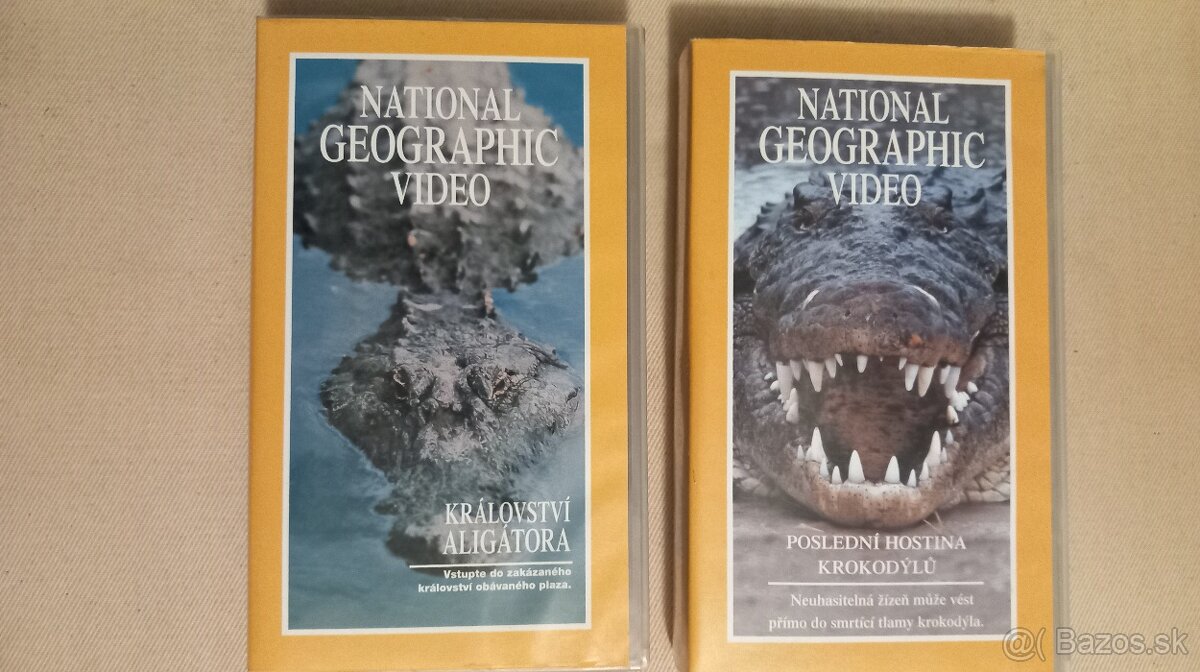 NATIONAL
GEOGRAPHIC
VIDEO
KRÁLOVSTVÍ
ALIGÁTORA
Vstupte do zakázaného
království obávaného plaza.
NATIONAL
GEOGRAPHIC
VIDEO
POSLEDNÍ HOSTINA
KROKODÝLŮ
Neuhasitelná žízeň může vést
přímo do smrtící tlamy krokodýla.
@( Bazos.sk